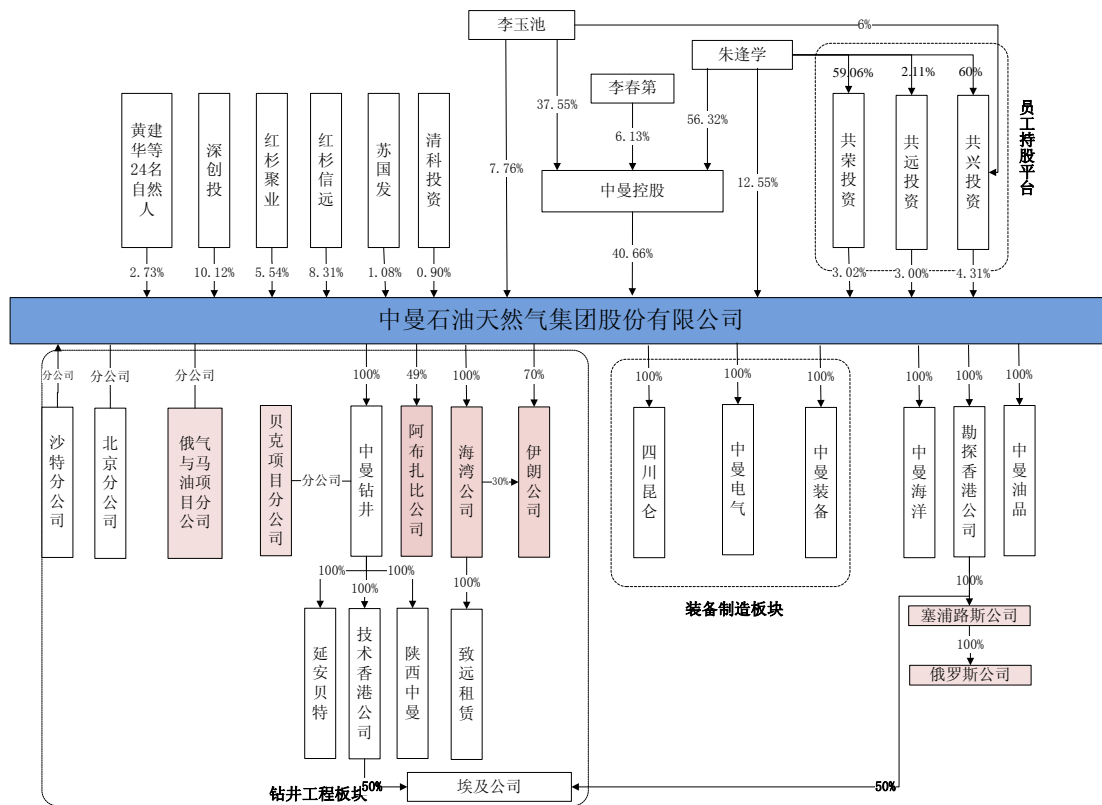 李玉池
6%
朱逢学
李春第
59.06%
2.11%
60%
37.55%
6.13%
56.32%
7.76%
12.55%
黄建华等24名自然人
深创投
红杉聚业
红杉信远
苏国发
清科投资
中曼控股
共荣投资
共远投资
共兴投资
员工持股平台
40.66%
2.73%
10.12%
5.54%
8.31%
1.08%
0.90%
3.02%
3.00%
4.31%
中曼石油天然气集团股份有限公司
分公司
分公司
分公司
100%
49%
100%
70%
100%
100%
100%
100%
100%
100%
沙特分公司
北京分公司
俄气与马油项目分公司
贝克项目分公司
分公司
中曼钻井
阿布扎比公司
海湾公司
30%
伊朗公司
四川昆仑
中曼电气
中曼装备
中曼海洋
勘探香港公司
中曼油品
100%
100%
100%
100%
100%
延安贝特
技术香港公司
陕西中曼
致远租赁
装备制造板块
塞浦路斯公司
100%
俄罗斯公司
钻井工程板块
50%
埃及公司
50%